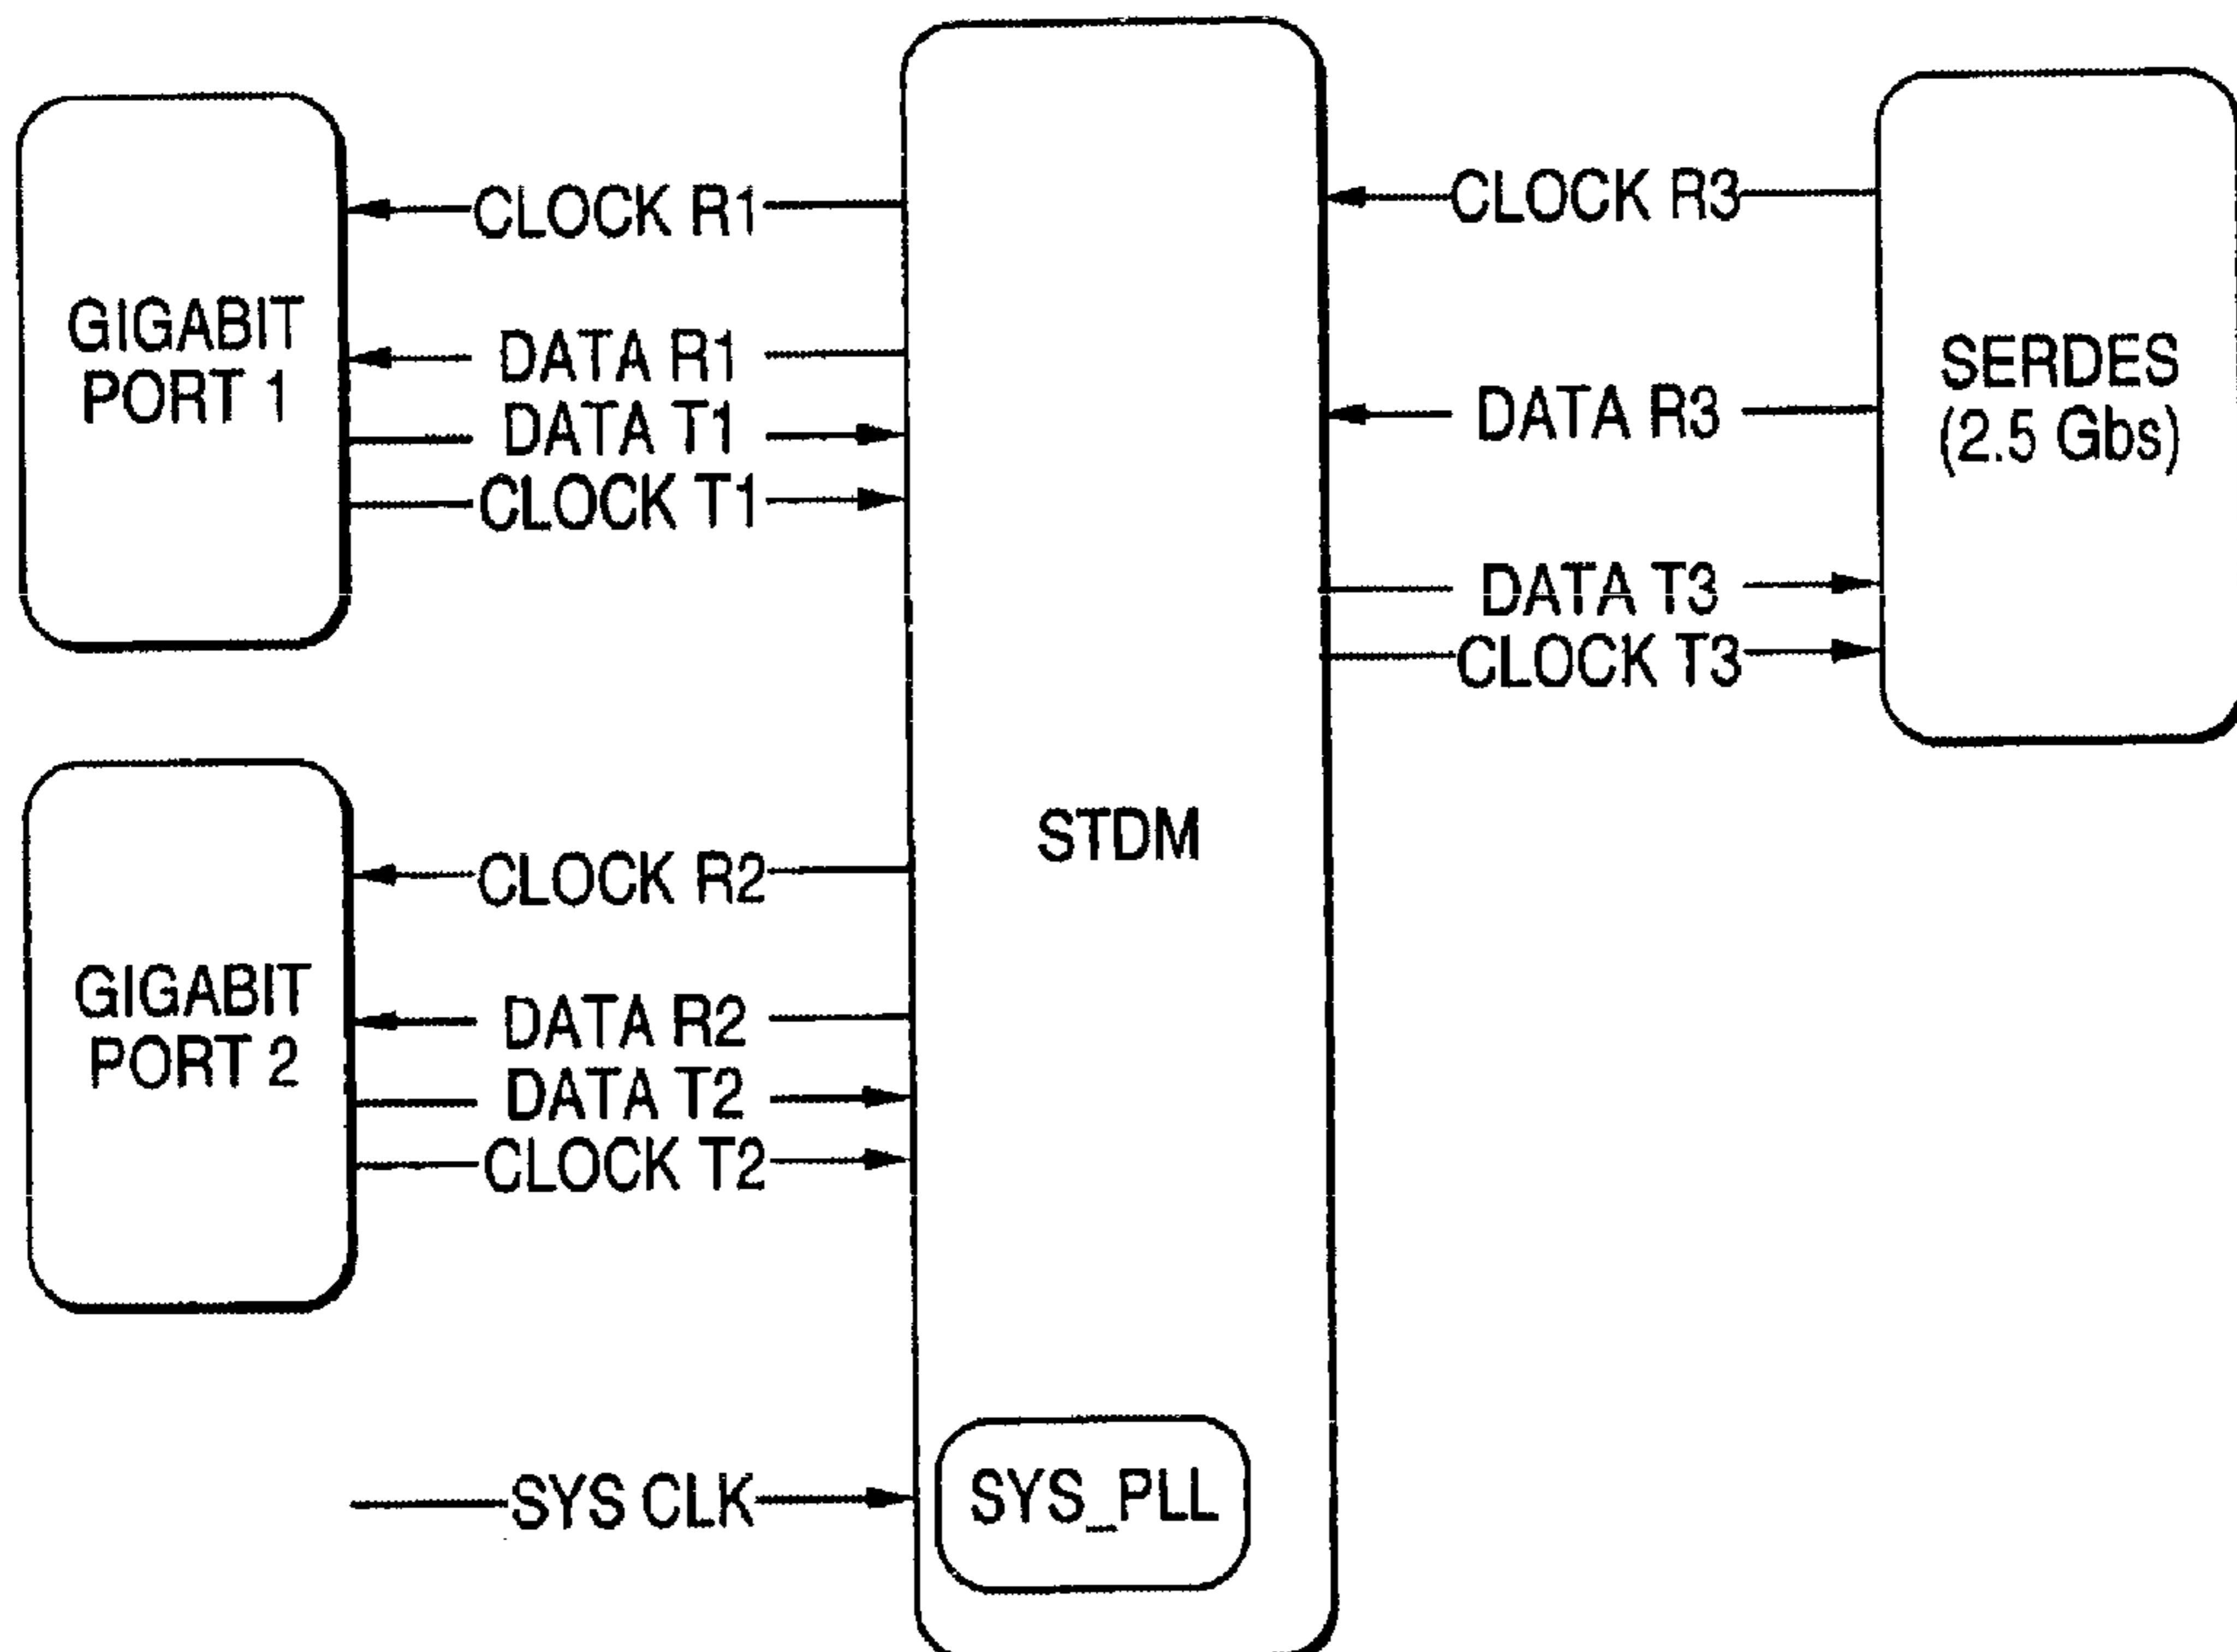 GIGABIT
PORT 1
CLOCK R1
DATA R1
DATA T1
CLOCK T1
GIGABIT
PORT 2
CLOCK R2
DATA R2
DATA T2
CLOCK T2
SYS CLK
STDM
SYS_PLL
CLOCK R3
DATA R3
DATA T3
CLOCK T3
SERDES
(2.5 Gbs)